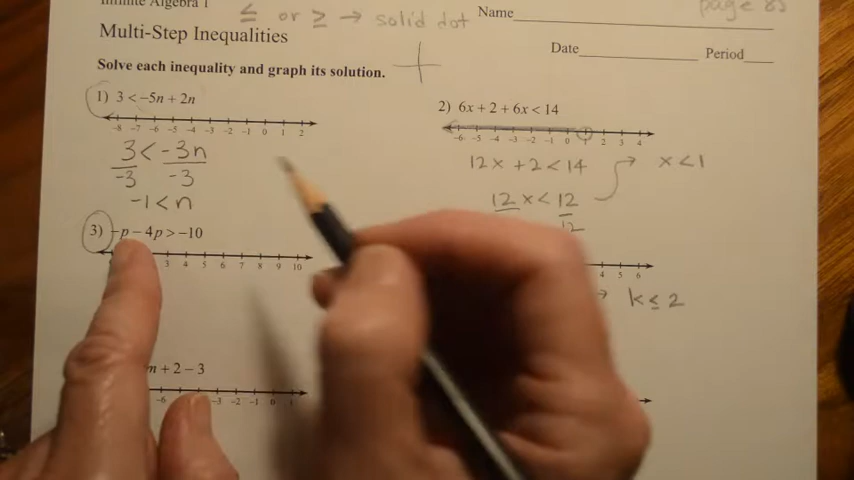 Infinite Algebra 1
≤ or ≥ → solid dot
Name
page 85
Multi-Step Inequalities
Date Period
Solve each inequality and graph its solution.
1) 3 < −5n + 2n
-8 -7 -6 -5 -4 -3 -2 -1 0 1 2
3 < -3n
-3 -3
-1 < n
2) 6x + 2 + 6x < 14
-6 -5 -4 -3 -2 -1 0 1 2 3 4
12x + 2 < 14 → x < 1
12x < 12
12
3) −p − 4p > −10
3 4 5 6 7 8 9 10
4 5 6
→ k ≤ 2
m + 2 − 3
-6 -3 -2 -1 0 1